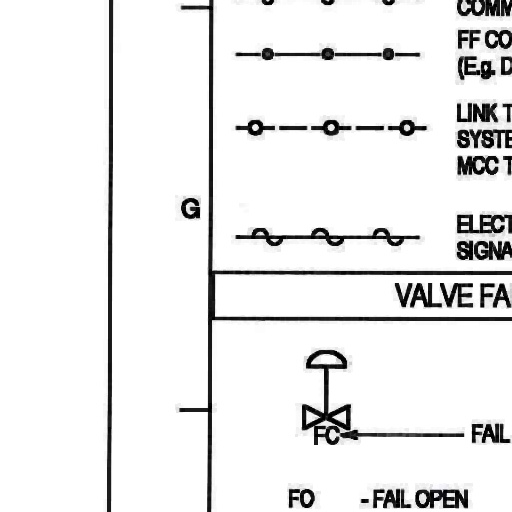 COMM
FF CO
(E.g. D
LINK T
SYSTE
MCC T
G
ELECT
SIGNA
VALVE FA
FC
FAIL
FO - FAIL OPEN